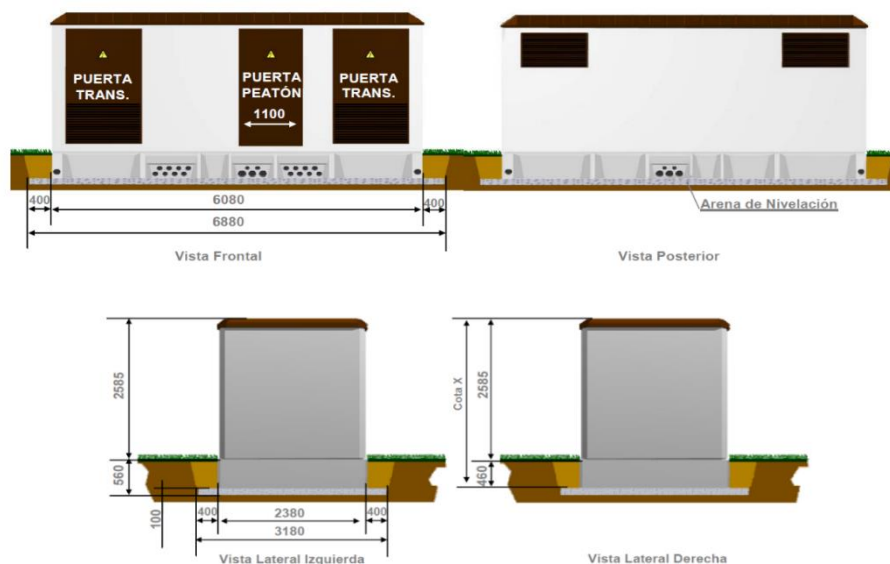 PUERTA
TRANS.
PUERTA
PEATÓN
1100
PUERTA
TRANS.
400
6080
400
6880
Arena de Nivelación
Vista Frontal
Vista Posterior
2585
560
100
400
2380
400
3180
Vista Lateral Izquierda
Cota X
2585
460
Vista Lateral Derecha